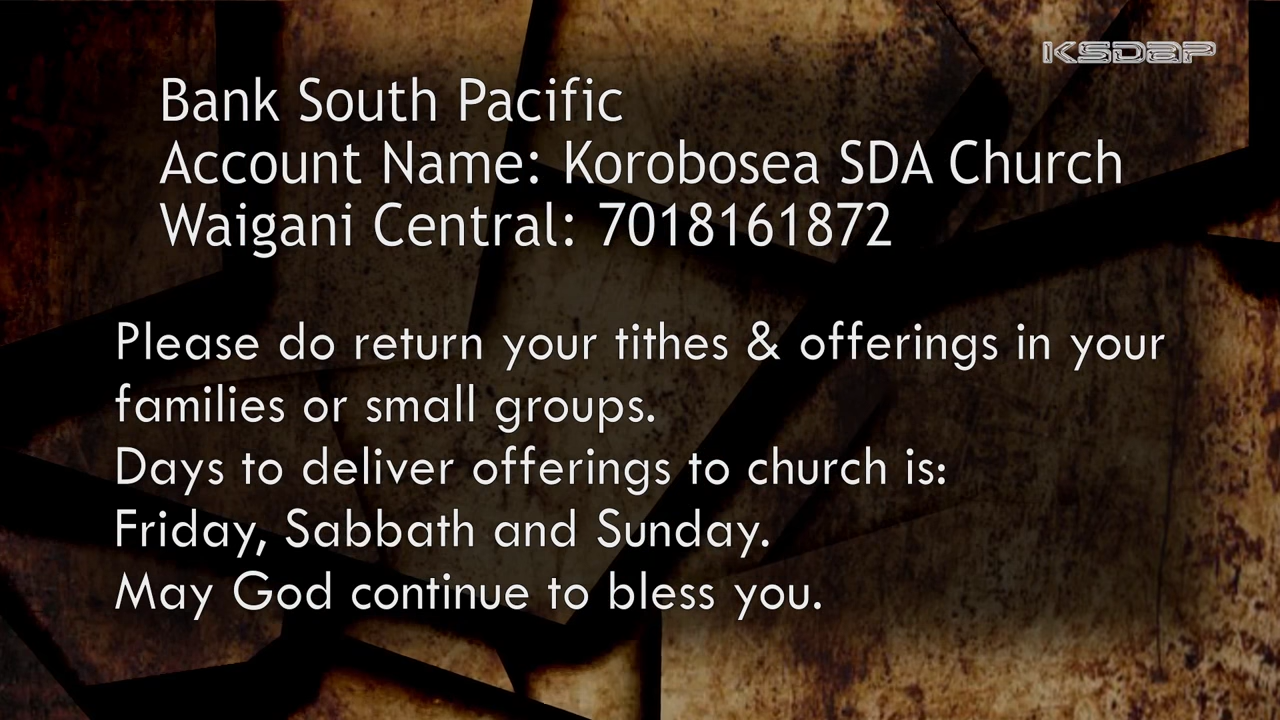 KSDAP
Bank South Pacific
Account Name: Korobosea SDA Church
Waigani Central: 7018161872
Please do return your tithes & offerings in your
families or small groups.
Days to deliver offerings to church is:
Friday, Sabbath and Sunday.
May God continue to bless you.